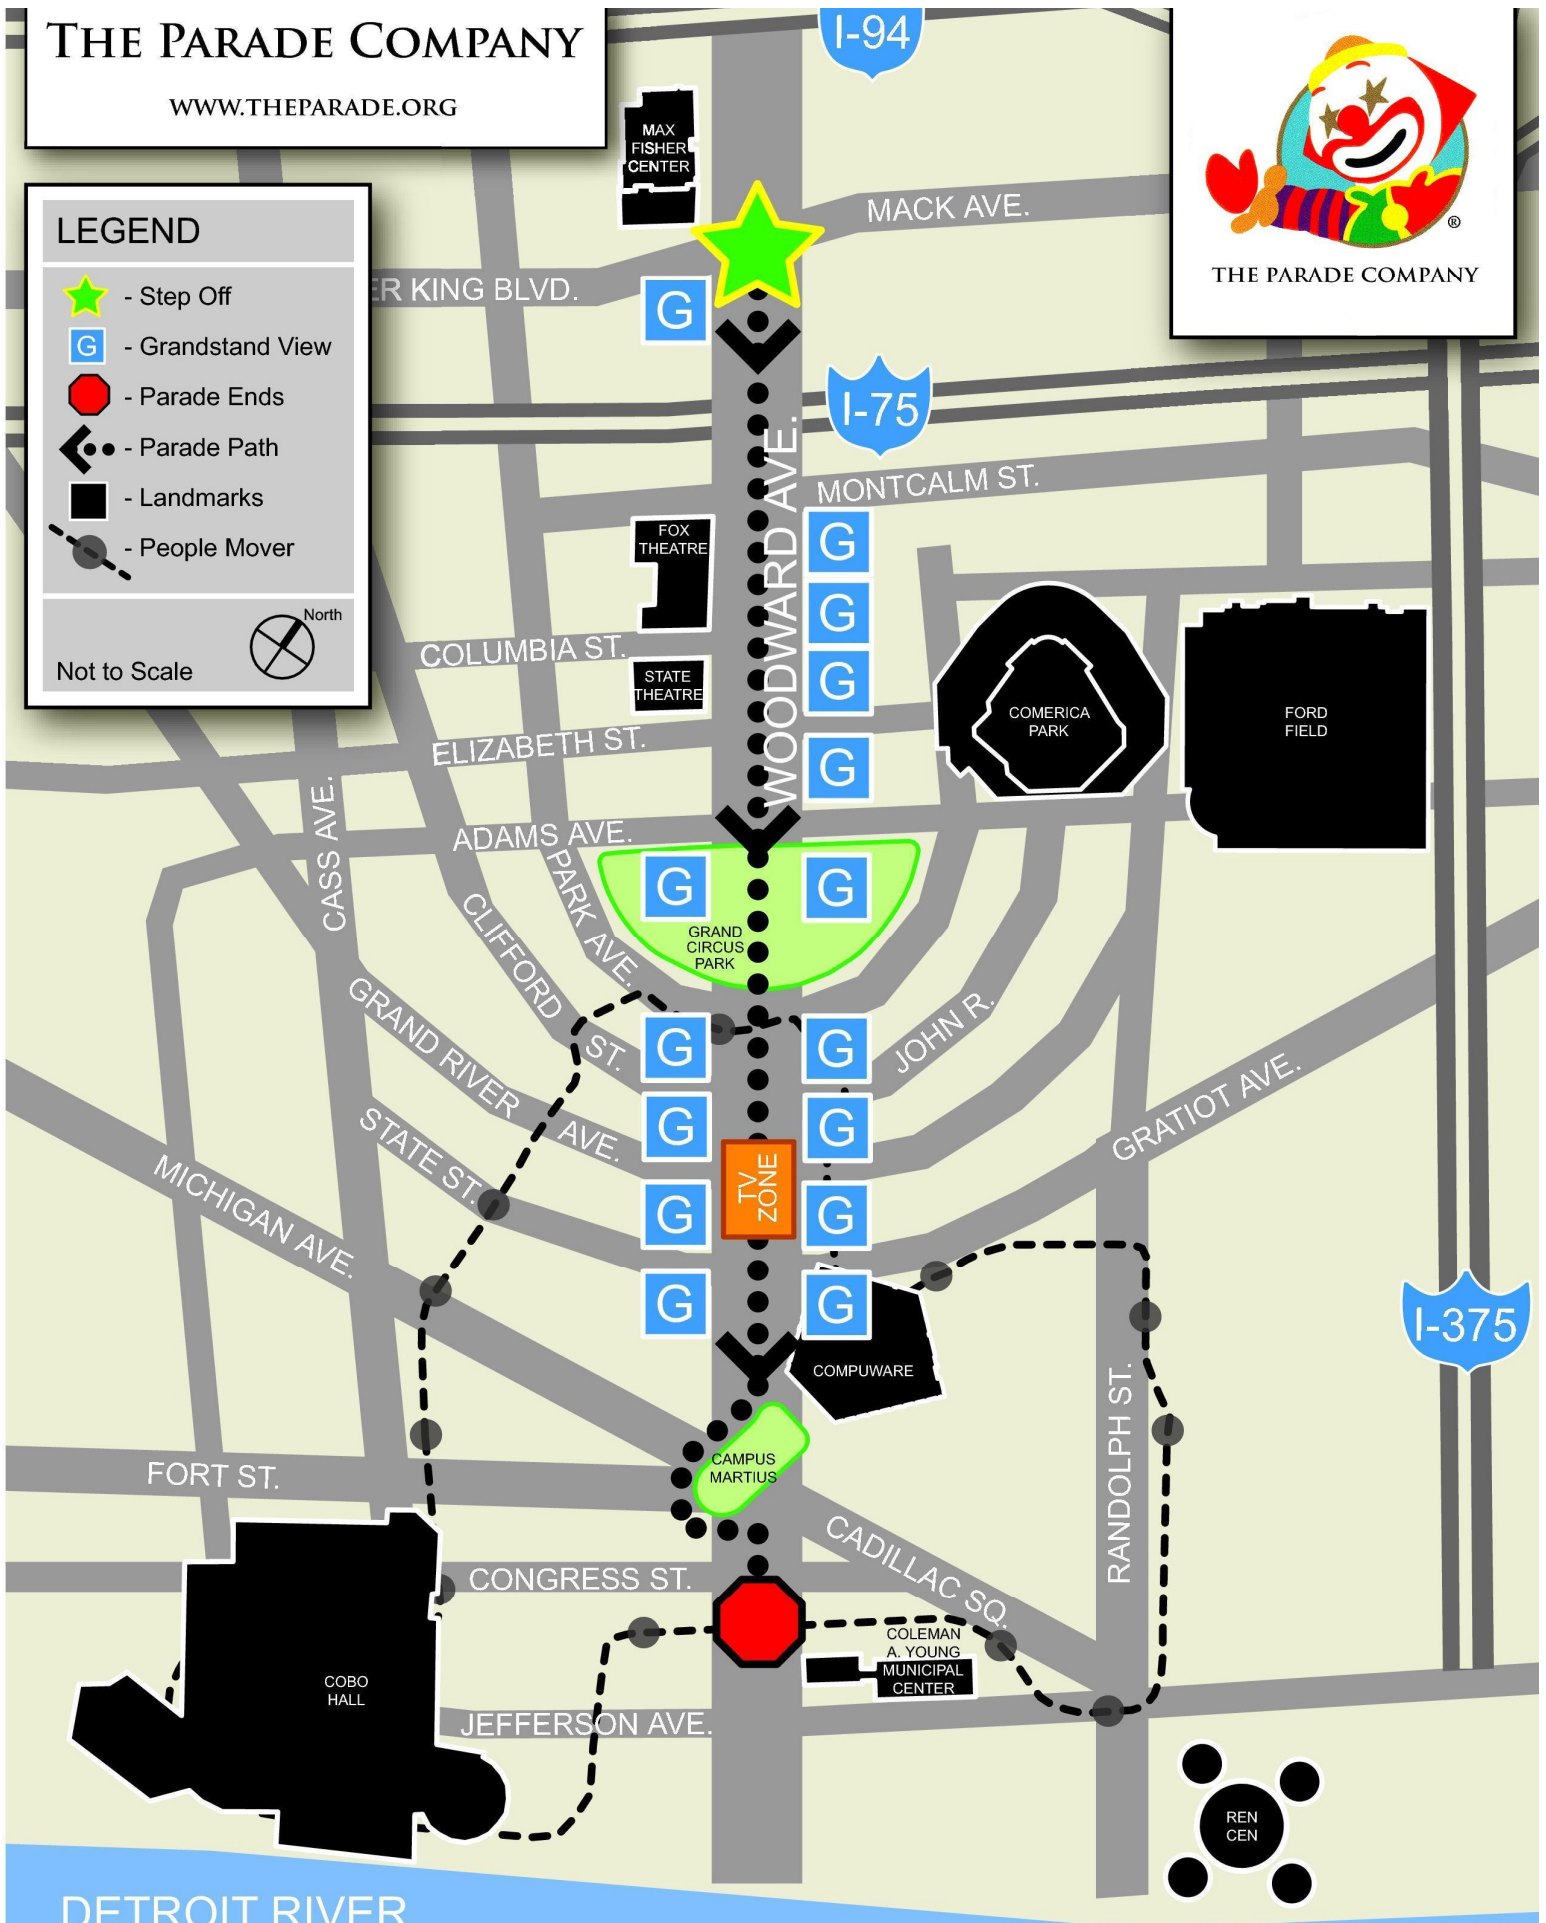 THE PARADE COMPANY
WWW.THEPARADE.ORG
I-94
MAX
FISHER
CENTER
MACK AVE.
®
THE PARADE COMPANY
LEGEND
- Step Off
G - Grandstand View
- Parade Ends
- Parade Path
- Landmarks
- People Mover
North
Not to Scale
ER KING BLVD.
G
I-75
WOODWARD AVE.
MONTCALM ST.
FOX
THEATRE
G
G
COLUMBIA ST.
STATE
THEATRE
G
COMERICA
PARK
FORD
FIELD
ELIZABETH ST.
G
CASS AVE.
ADAMS AVE.
PARK AVE.
G
G
GRAND
CIRCUS
PARK
CLIFFORD ST.
GRAND RIVER AVE.
G
G
JOHN R.
STATE ST.
G
G
GRATIOT AVE.
MICHIGAN AVE.
TV
ZONE
G
G
G
G
I-375
COMPUWARE
RANDOLPH ST.
CAMPUS
MARTIUS
FORT ST.
CADILLAC SQ.
CONGRESS ST.
COLEMAN
A. YOUNG
MUNICIPAL
CENTER
COBO
HALL
JEFFERSON AVE.
REN
CEN
DETROIT RIVER